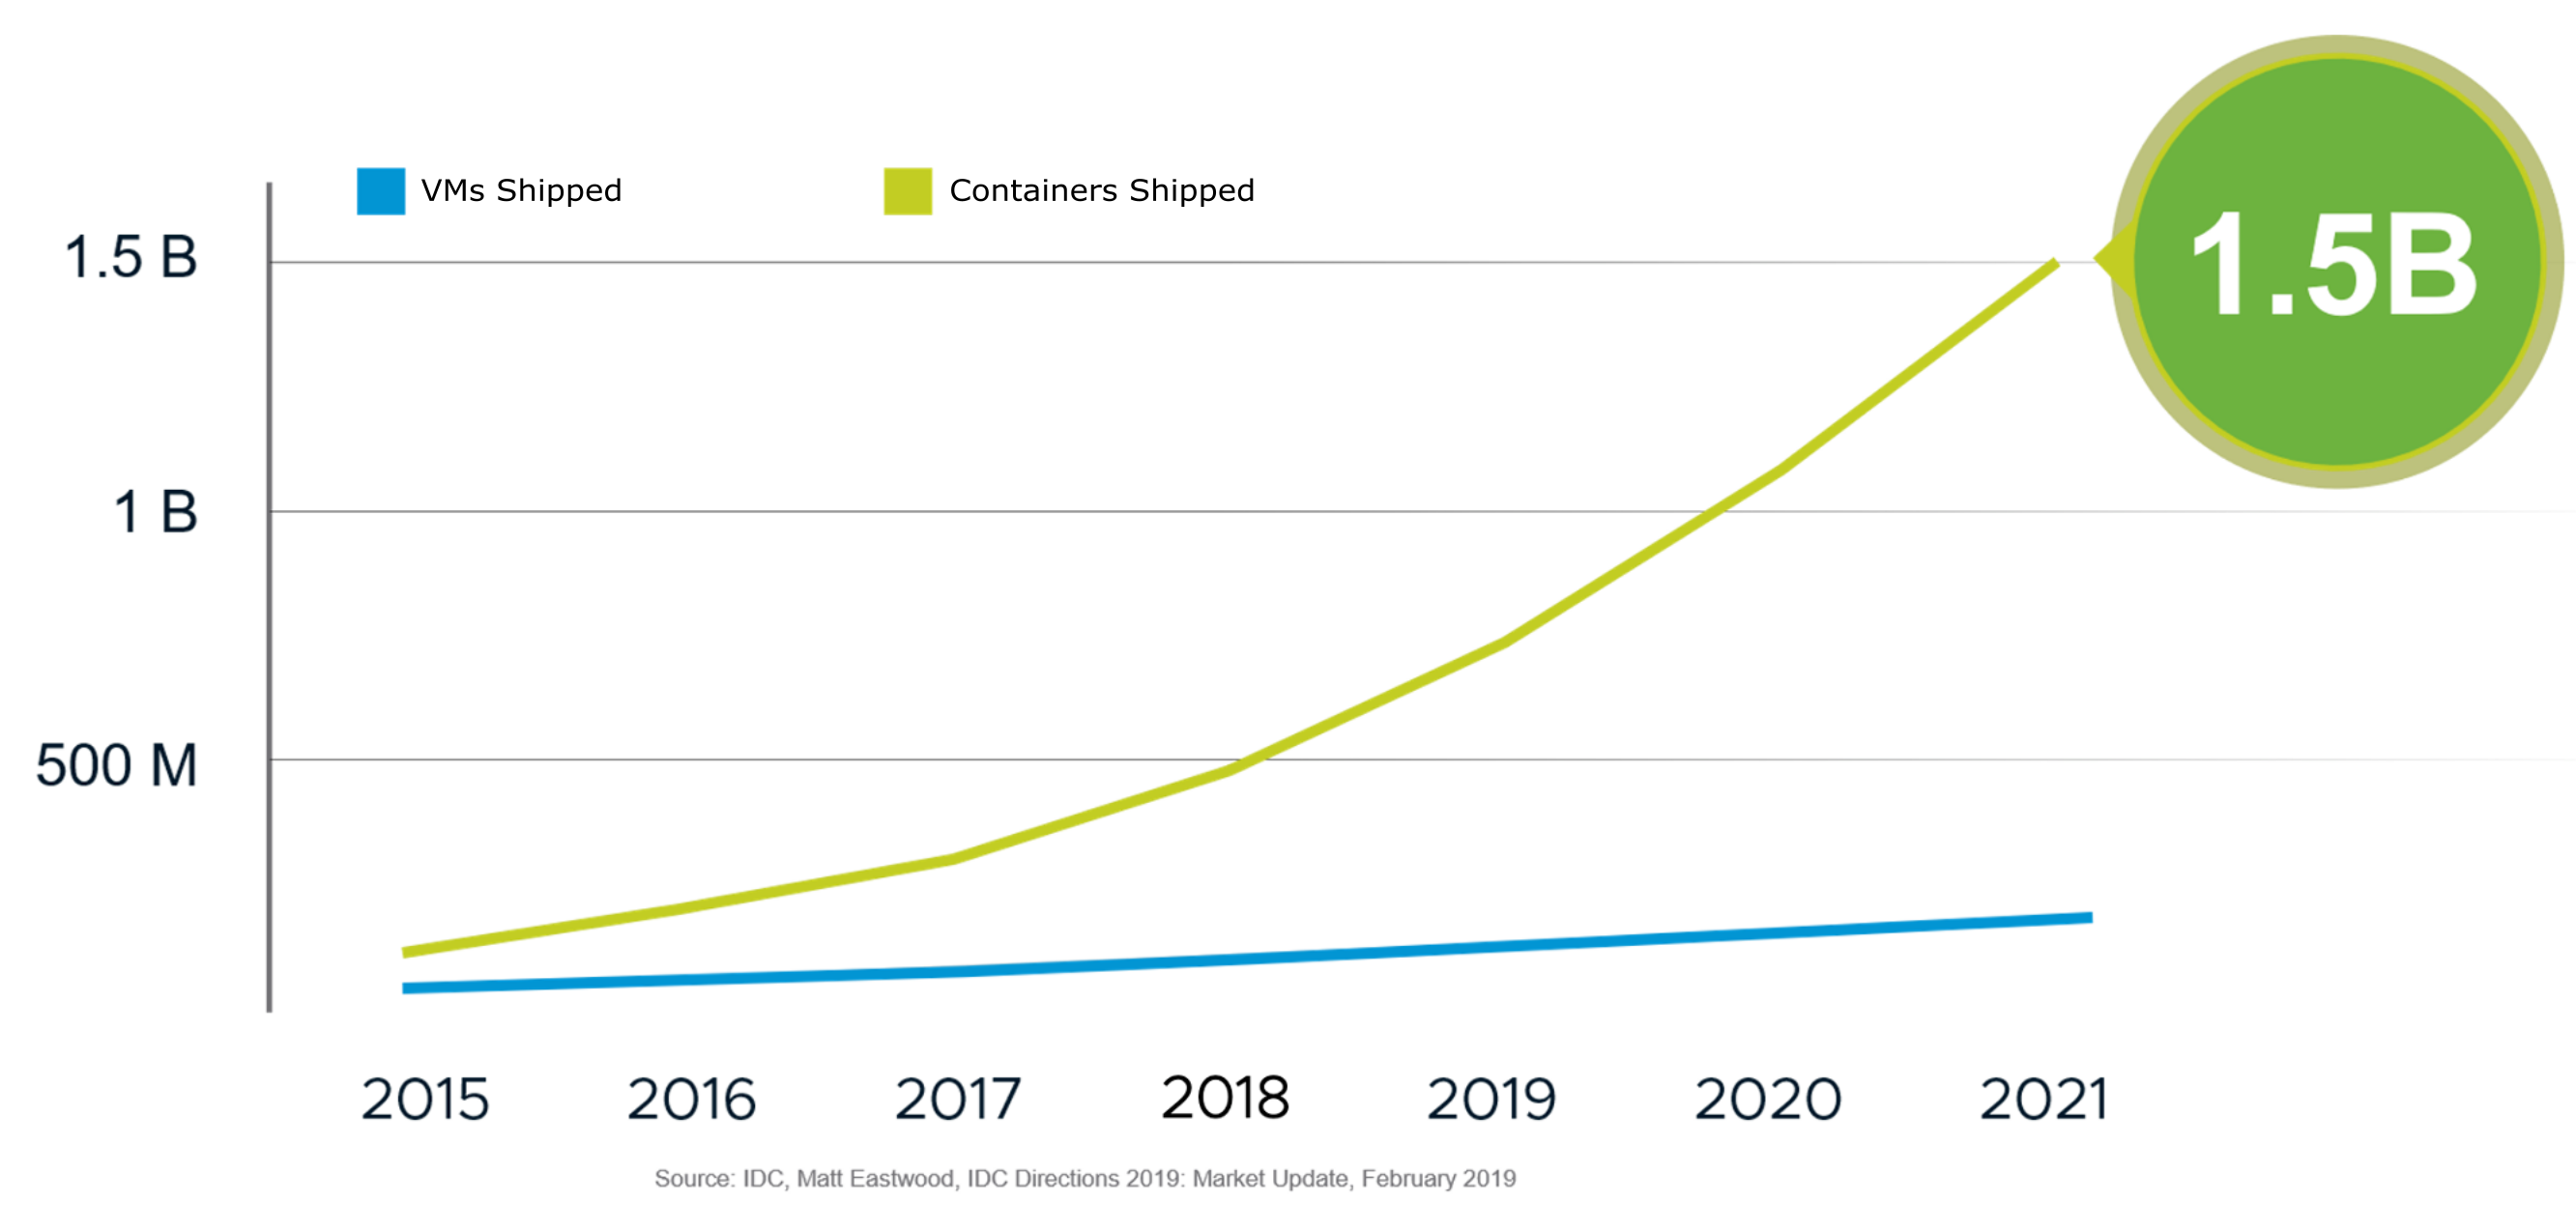 VMs Shipped
Containers Shipped
1.5 B
1.5B
1 B
500 M
2015 2016 2017 2018 2019 2020 2021
Source: IDC, Matt Eastwood, IDC Directions 2019: Market Update, February 2019